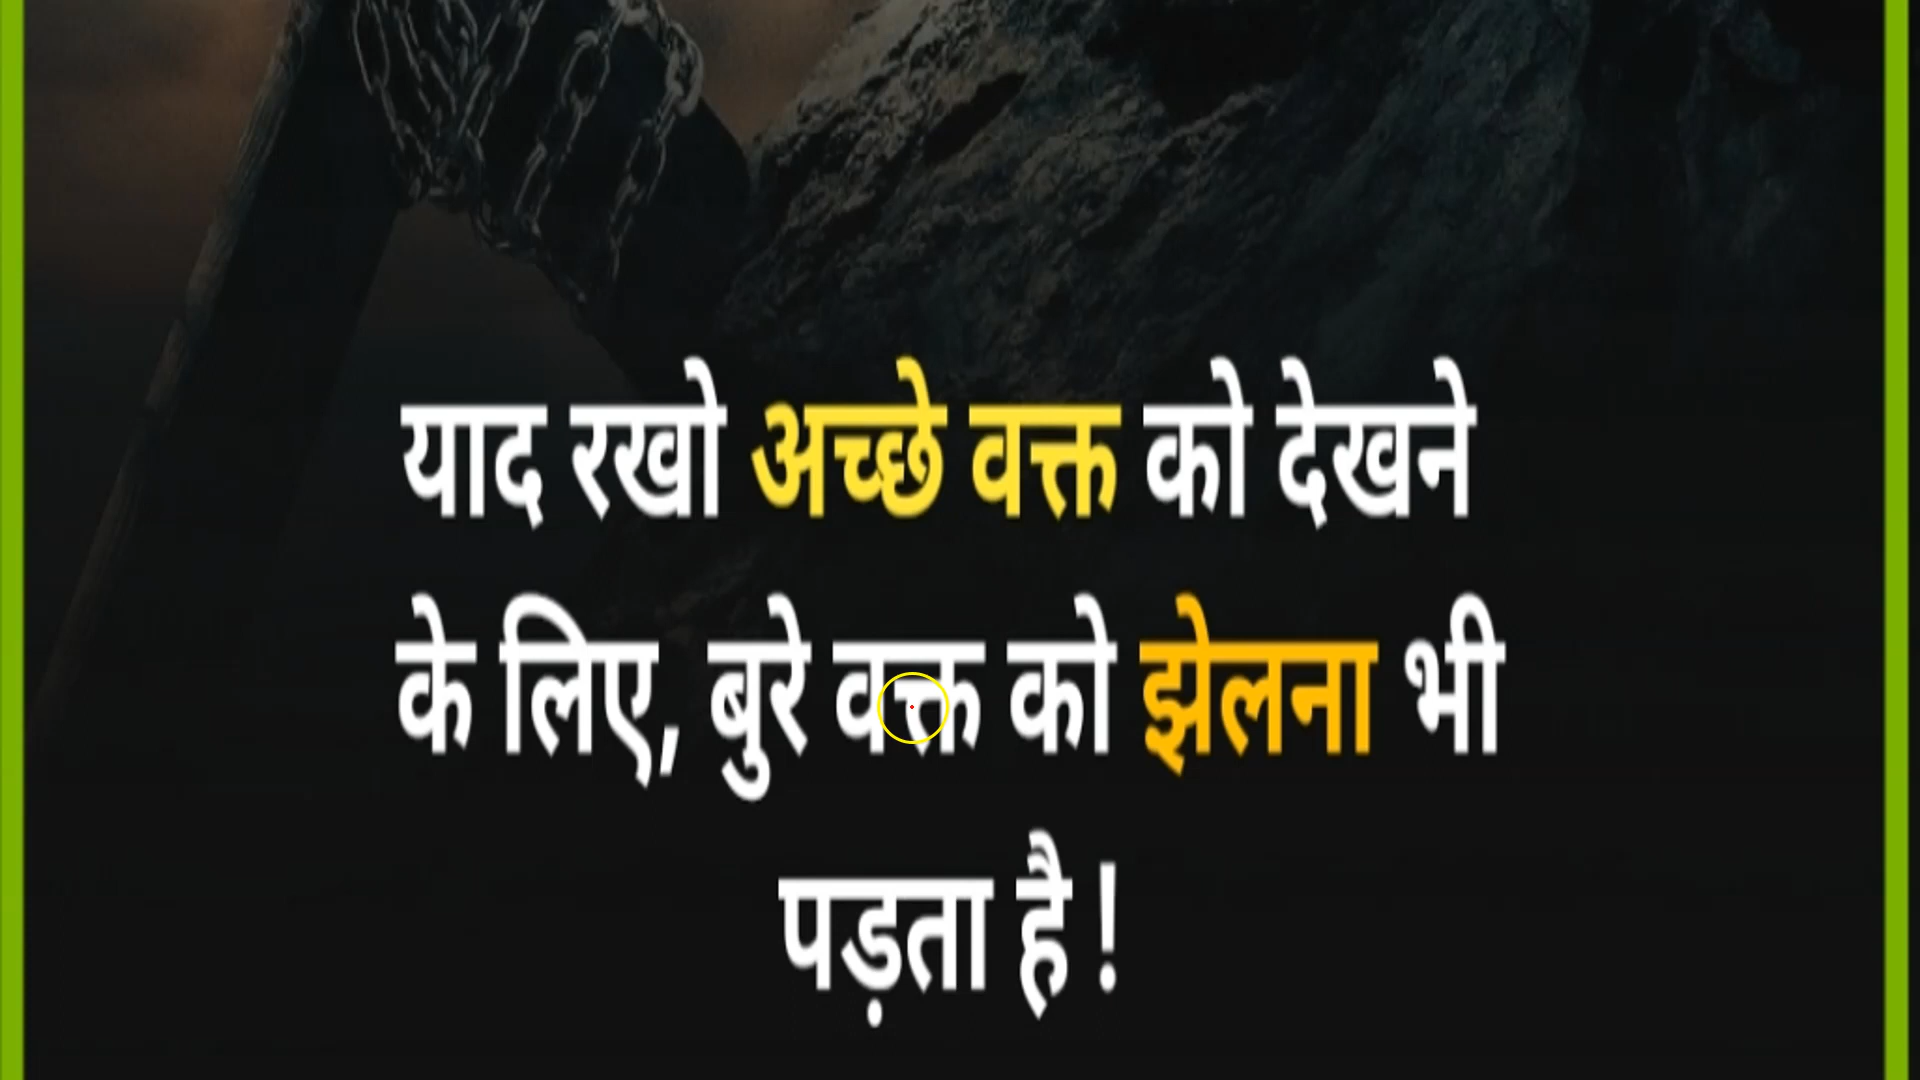 याद रखो अच्छे वक्त को देखने
के लिए, बुरे वक्त को झेलना भी
पड़ता है !